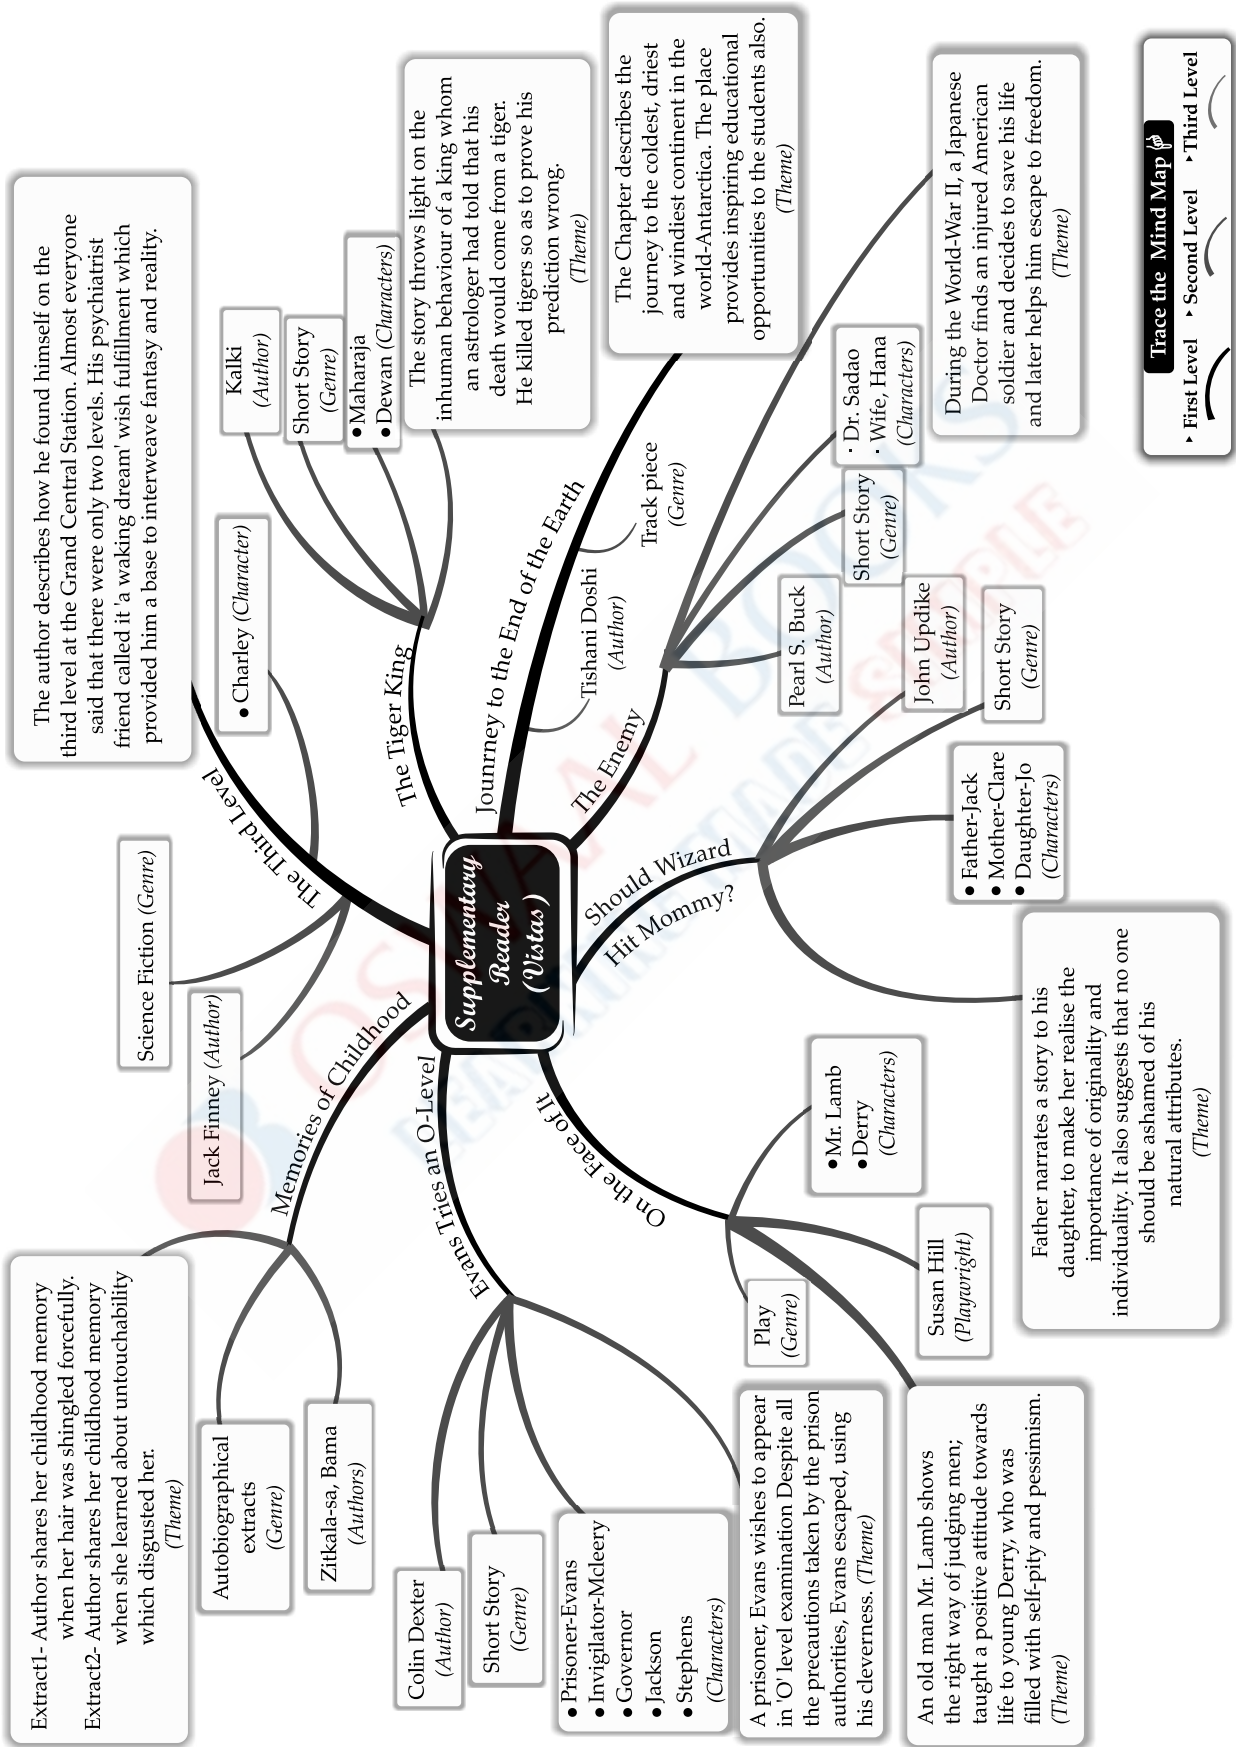 Supplementary
Reader
(Vistas)
The Third Level
The author describes how he found himself on the
third level at the Grand Central Station. Almost everyone
said that there were only two levels. His psychiatrist
friend called it 'a waking dream' wish fulfillment which
provided him a base to interweave fantasy and reality.
• Charley (Character)
Science Fiction (Genre)
Jack Finney (Author)
The Tiger King
Kalki
(Author)
Short Story
(Genre)
• Maharaja
• Dewan (Characters)
The story throws light on the
inhuman behaviour of a king whom
an astrologer had told that his
death would come from a tiger.
He killed tigers so as to prove his
prediction wrong.
(Theme)
Jounrney to the End of the Earth
The Chapter describes the
journey to the coldest, driest
and windiest continent in the
world-Antarctica. The place
provides inspiring educational
opportunities to the students also.
(Theme)
Track piece
(Genre)
Tishani Doshi
(Author)
The Enemy
During the World-War II, a Japanese
Doctor finds an injured American
soldier and decides to save his life
and later helps him escape to freedom.
(Theme)
· Dr. Sadao
· Wife, Hana
(Characters)
Short Story
(Genre)
Pearl S. Buck
(Author)
Should Wizard
Hit Mommy?
John Updike
(Author)
Short Story
(Genre)
• Father-Jack
• Mother-Clare
• Daughter-Jo
(Characters)
Father narrates a story to his
daughter, to make her realise the
importance of originality and
individuality. It also suggests that no one
should be ashamed of his
natural attributes.
(Theme)
On the Face of It
•Mr. Lamb
•Derry
(Characters)
Susan Hill
(Playwright)
Play
(Genre)
An old man Mr. Lamb shows
the right way of judging men;
taught a positive attitude towards
life to young Derry, who was
filled with self-pity and pessimism.
(Theme)
Evans Tries an O-Level
Colin Dexter
(Author)
Short Story
(Genre)
• Prisoner-Evans
• Invigilator-Mcleery
• Governor
• Jackson
• Stephens
(Characters)
A prisoner, Evans wishes to appear
in 'O' level examination Despite all
the precautions taken by the prison
authorities, Evans escaped, using
his cleverness. (Theme)
Memories of Childhood
Extract1- Author shares her childhood memory
when her hair was shingled forcefully.
Extract2- Author shares her childhood memory
when she learned about untouchability
which disgusted her.
(Theme)
Autobiographical
extracts
(Genre)
Zitkala-sa, Bama
(Authors)
Trace the Mind Map
First Level
Second Level
Third Level
OSWAAL BOOKS
LEARNING MADE SIMPLE